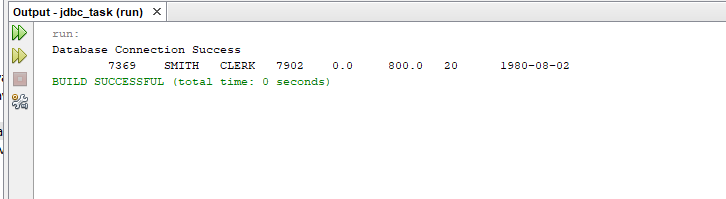 Output - jdbc_task (run) ×
run:
Database Connection Success
7369 SMITH CLERK 7902 0.0 800.0 20 1980-08-02
BUILD SUCCESSFUL (total time: 0 seconds)